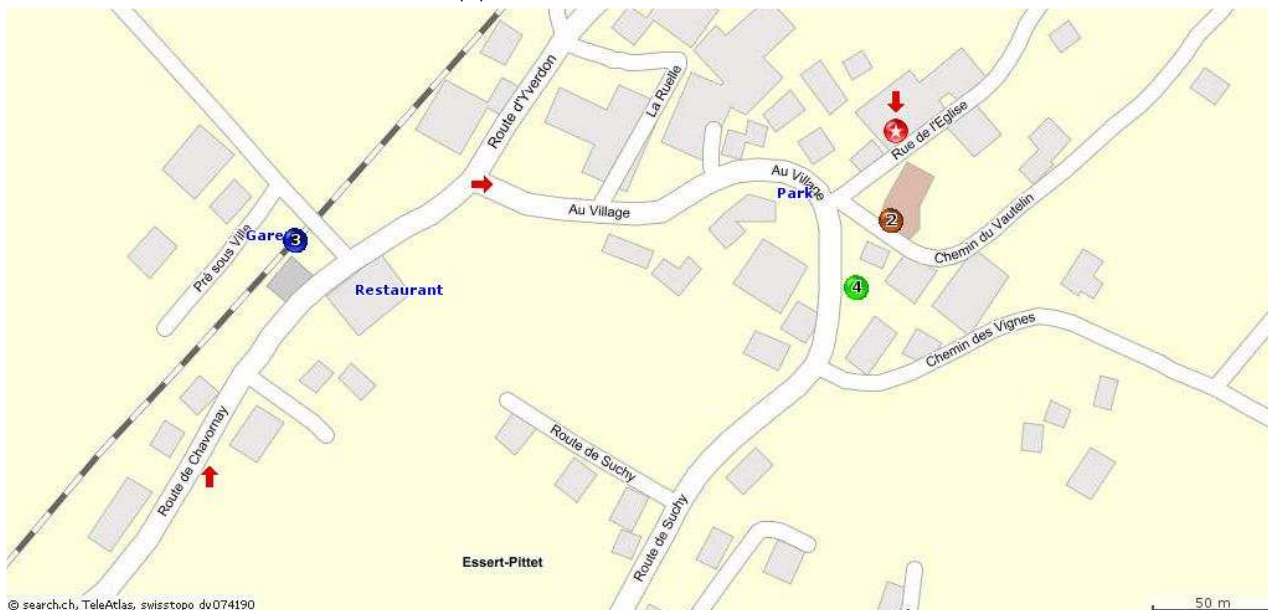 Route d'Yverdon
La Ruelle
Rue de l'Eglise
Au Village
Park
Au Village
2
Chemin du Vautelin
Gare
3
Pré sous Ville
Restaurant
4
Chemin des Vignes
Route de Chavornay
Route de Suchy
Route de Suchy
Essert-Pittet
© search.ch, TeleAtlas, swisstopo dv074190
50 m